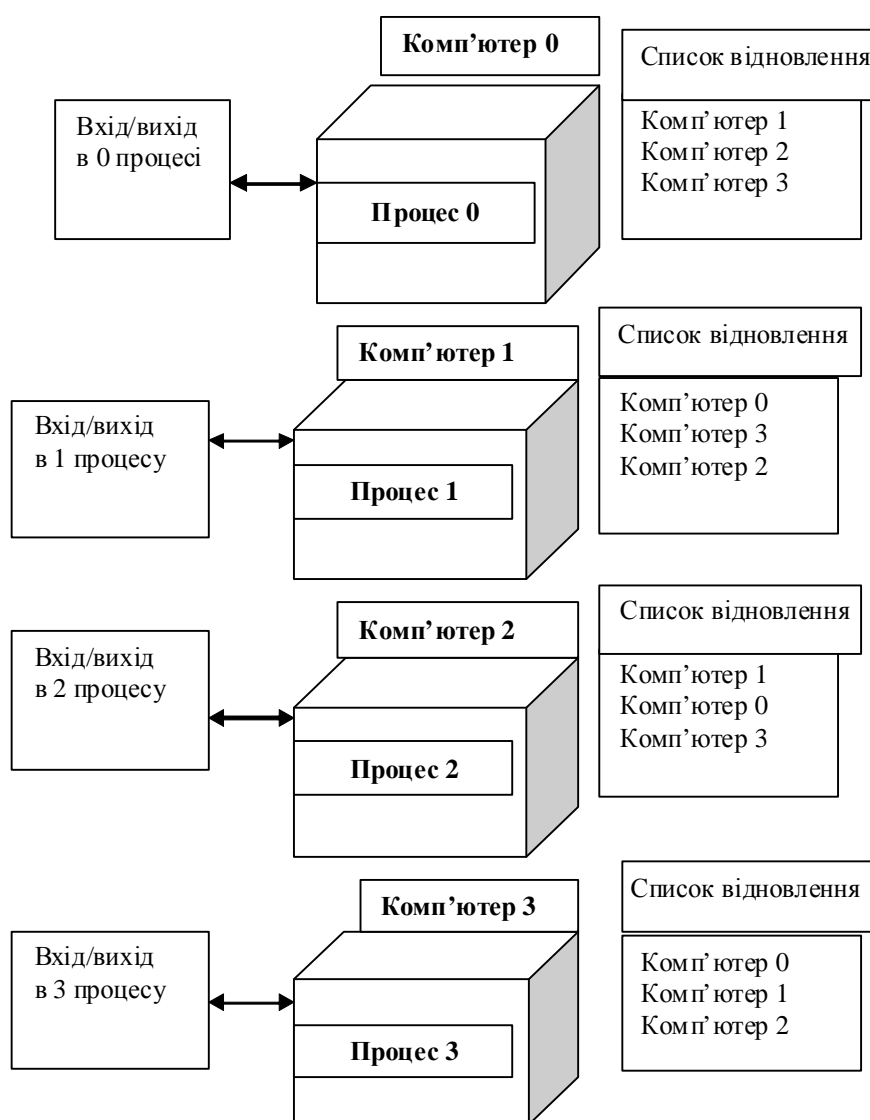 Комп’ютер 0
Список відновлення
Вхід/вихід
в 0 процесі
Комп’ютер 1
Комп’ютер 2
Комп’ютер 3
Процес 0
Комп’ютер 1
Список відновлення
Вхід/вихід
в 1 процесу
Комп’ютер 0
Комп’ютер 3
Комп’ютер 2
Процес 1
Комп’ютер 2
Список відновлення
Вхід/вихід
в 2 процесу
Комп’ютер 1
Комп’ютер 0
Комп’ютер 3
Процес 2
Комп’ютер 3
Список відновлення
Вхід/вихід
в 3 процесу
Комп’ютер 0
Комп’ютер 1
Комп’ютер 2
Процес 3